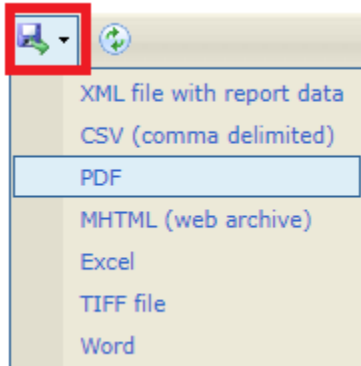 XML file with report data
CSV (comma delimited)
PDF
MHTML (web archive)
Excel
TIFF file
Word